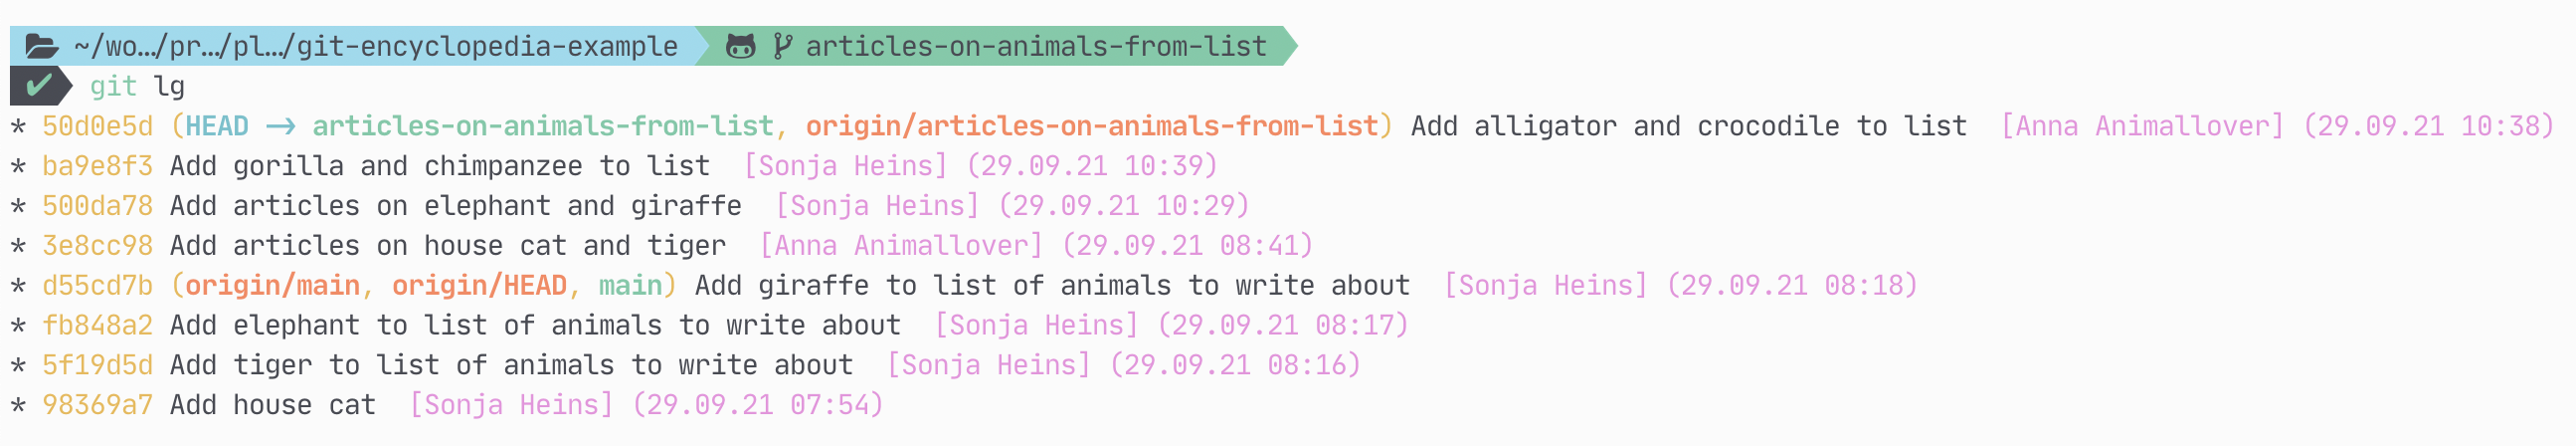 ~/wo…/pr…/pl…/git-encyclopedia-example articles-on-animals-from-list
✔ git lg
* 50d0e5d (HEAD -> articles-on-animals-from-list, origin/articles-on-animals-from-list) Add alligator and crocodile to list [Anna Animallover] (29.09.21 10:38)
* ba9e8f3 Add gorilla and chimpanzee to list [Sonja Heins] (29.09.21 10:39)
* 500da78 Add articles on elephant and giraffe [Sonja Heins] (29.09.21 10:29)
* 3e8cc98 Add articles on house cat and tiger [Anna Animallover] (29.09.21 08:41)
* d55cd7b (origin/main, origin/HEAD, main) Add giraffe to list of animals to write about [Sonja Heins] (29.09.21 08:18)
* fb848a2 Add elephant to list of animals to write about [Sonja Heins] (29.09.21 08:17)
* 5f19d5d Add tiger to list of animals to write about [Sonja Heins] (29.09.21 08:16)
* 98369a7 Add house cat [Sonja Heins] (29.09.21 07:54)